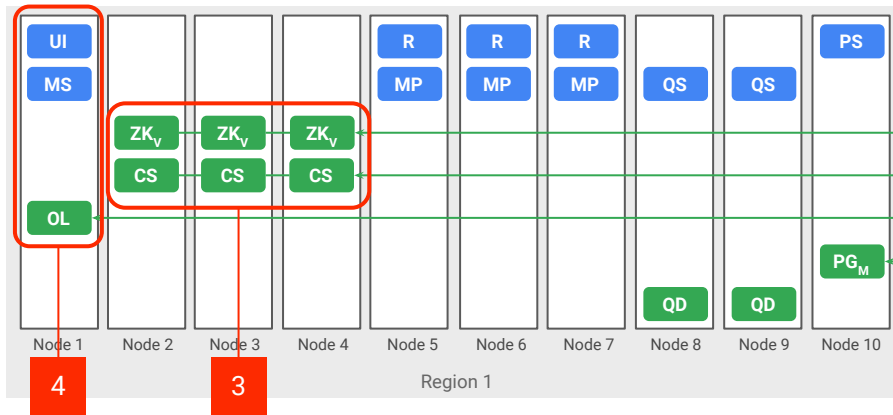 UI R R R PS
MS MP MP MP QS QS
ZKV ZKV ZKV
CS CS CS
OL
PGM
QD QD
Node 1 Node 2 Node 3 Node 4 Node 5 Node 6 Node 7 Node 8 Node 9 Node 10
4 3
Region 1